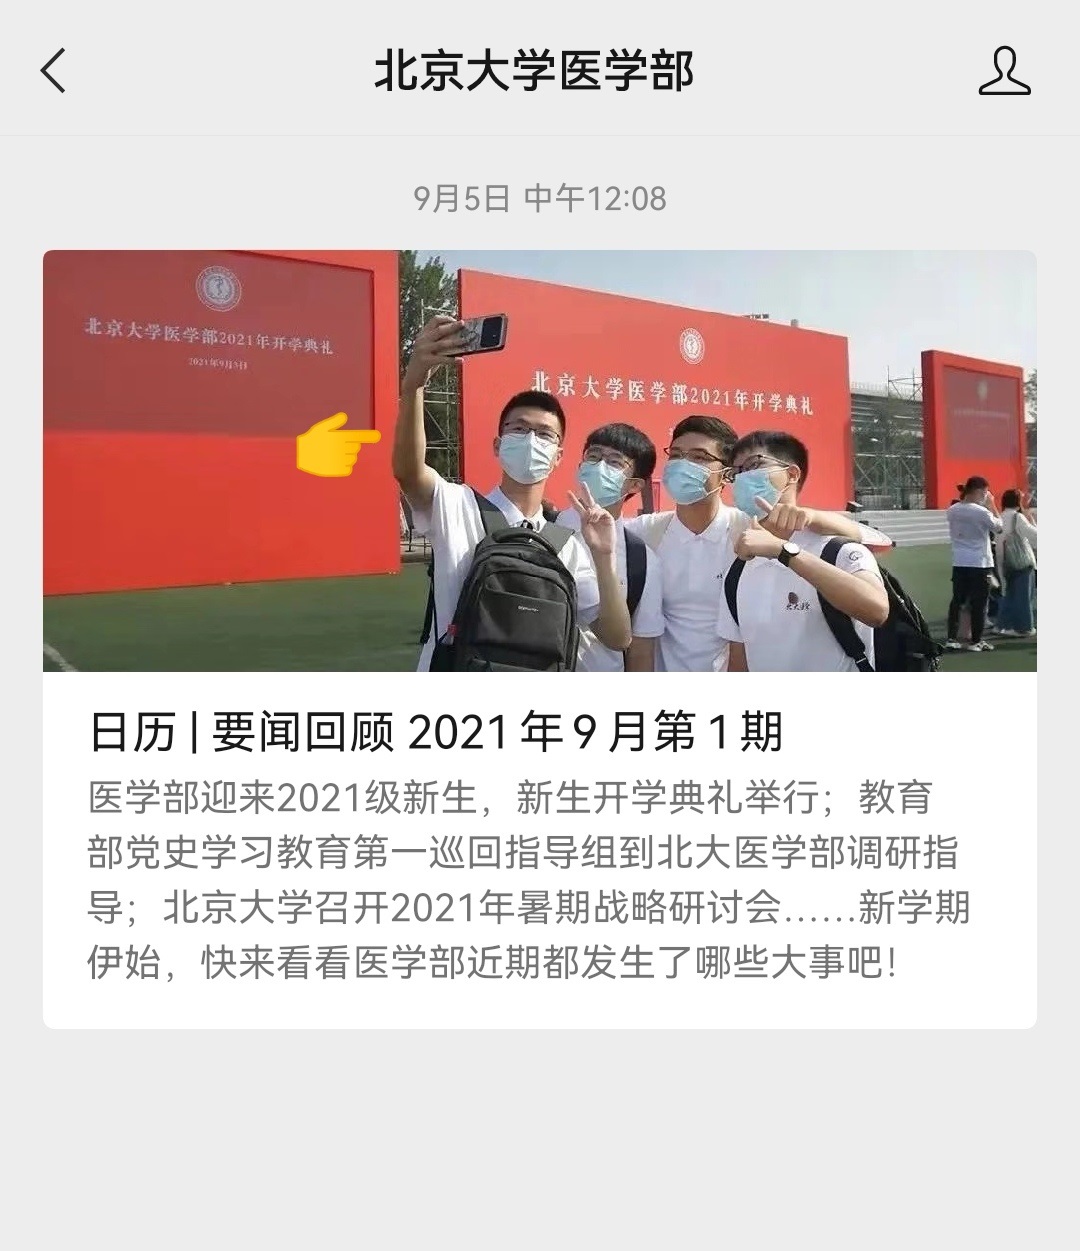 北京大学医学部
9月5日 中午12:08
北京大学医学部2021年开学典礼
2021年9月5日
北京大学医学部2021年开学典礼
日历 | 要闻回顾 2021 年 9 月第 1 期
医学部迎来2021级新生，新生开学典礼举行；教育
部党史学习教育第一巡回指导组到北大医学部调研指
导；北京大学召开2021年暑期战略研讨会……新学期
伊始，快来看看医学部近期都发生了哪些大事吧！